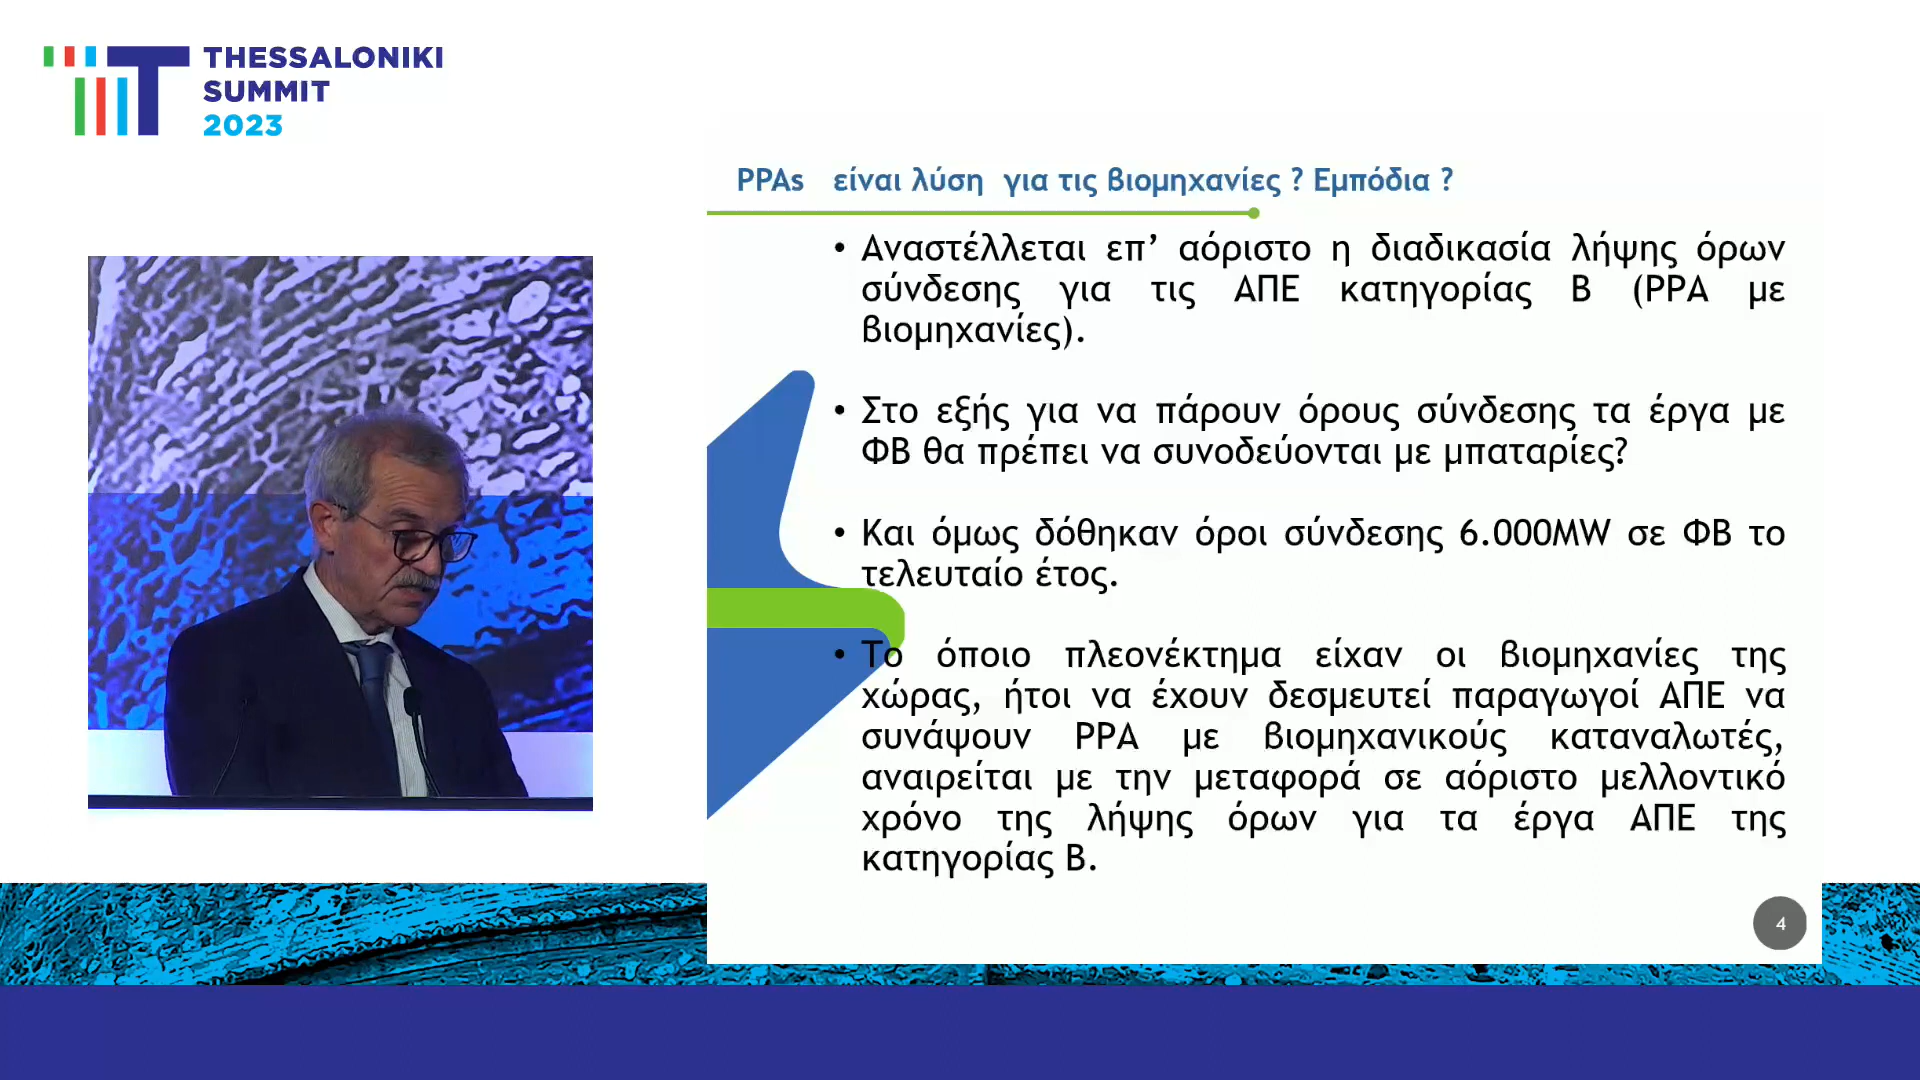 THESSALONIKI
SUMMIT
2023
PPAs είναι λύση για τις βιομηχανίες ? Εμπόδια ?
• Αναστέλλεται επ’ αόριστο η διαδικασία λήψης όρων
σύνδεσης για τις ΑΠΕ κατηγορίας Β (PPA με
βιομηχανίες).
• Στο εξής για να πάρουν όρους σύνδεσης τα έργα με
ΦΒ θα πρέπει να συνοδεύονται με μπαταρίες?
• Και όμως δόθηκαν όροι σύνδεσης 6.000MW σε ΦΒ το
τελευταίο έτος.
• Το όποιο πλεονέκτημα είχαν οι βιομηχανίες της
χώρας, ήτοι να έχουν δεσμευτεί παραγωγοί ΑΠΕ να
συνάψουν PPA με βιομηχανικούς καταναλωτές,
αναιρείται με την μεταφορά σε αόριστο μελλοντικό
χρόνο της λήψης όρων για τα έργα ΑΠΕ της
κατηγορίας Β.
4